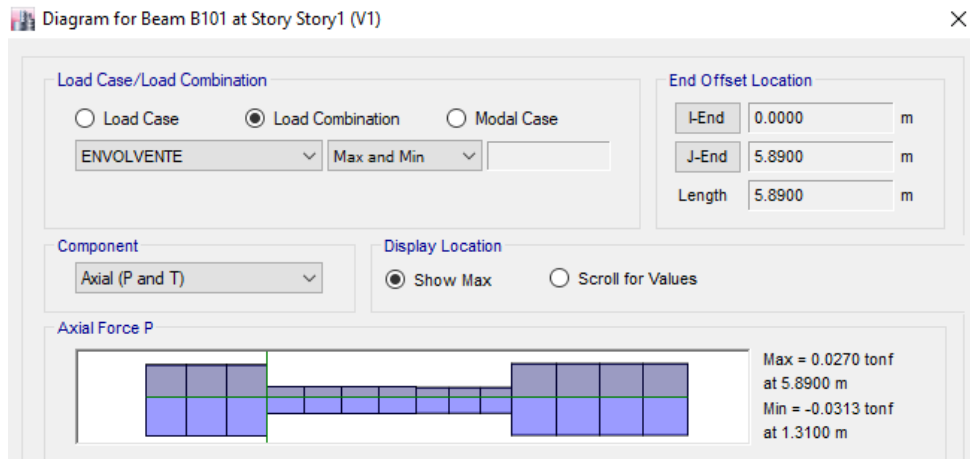 Diagram for Beam B101 at Story Story1 (V1)
Load Case/Load Combination
Load Case Load Combination Modal Case
ENVOLVENTE Max and Min
End Offset Location
I-End 0.0000 m
J-End 5.8900 m
Length 5.8900 m
Component
Axial (P and T)
Display Location
Show Max Scroll for Values
Axial Force P
Max = 0.0270 tonf
at 5.8900 m
Min = -0.0313 tonf
at 1.3100 m